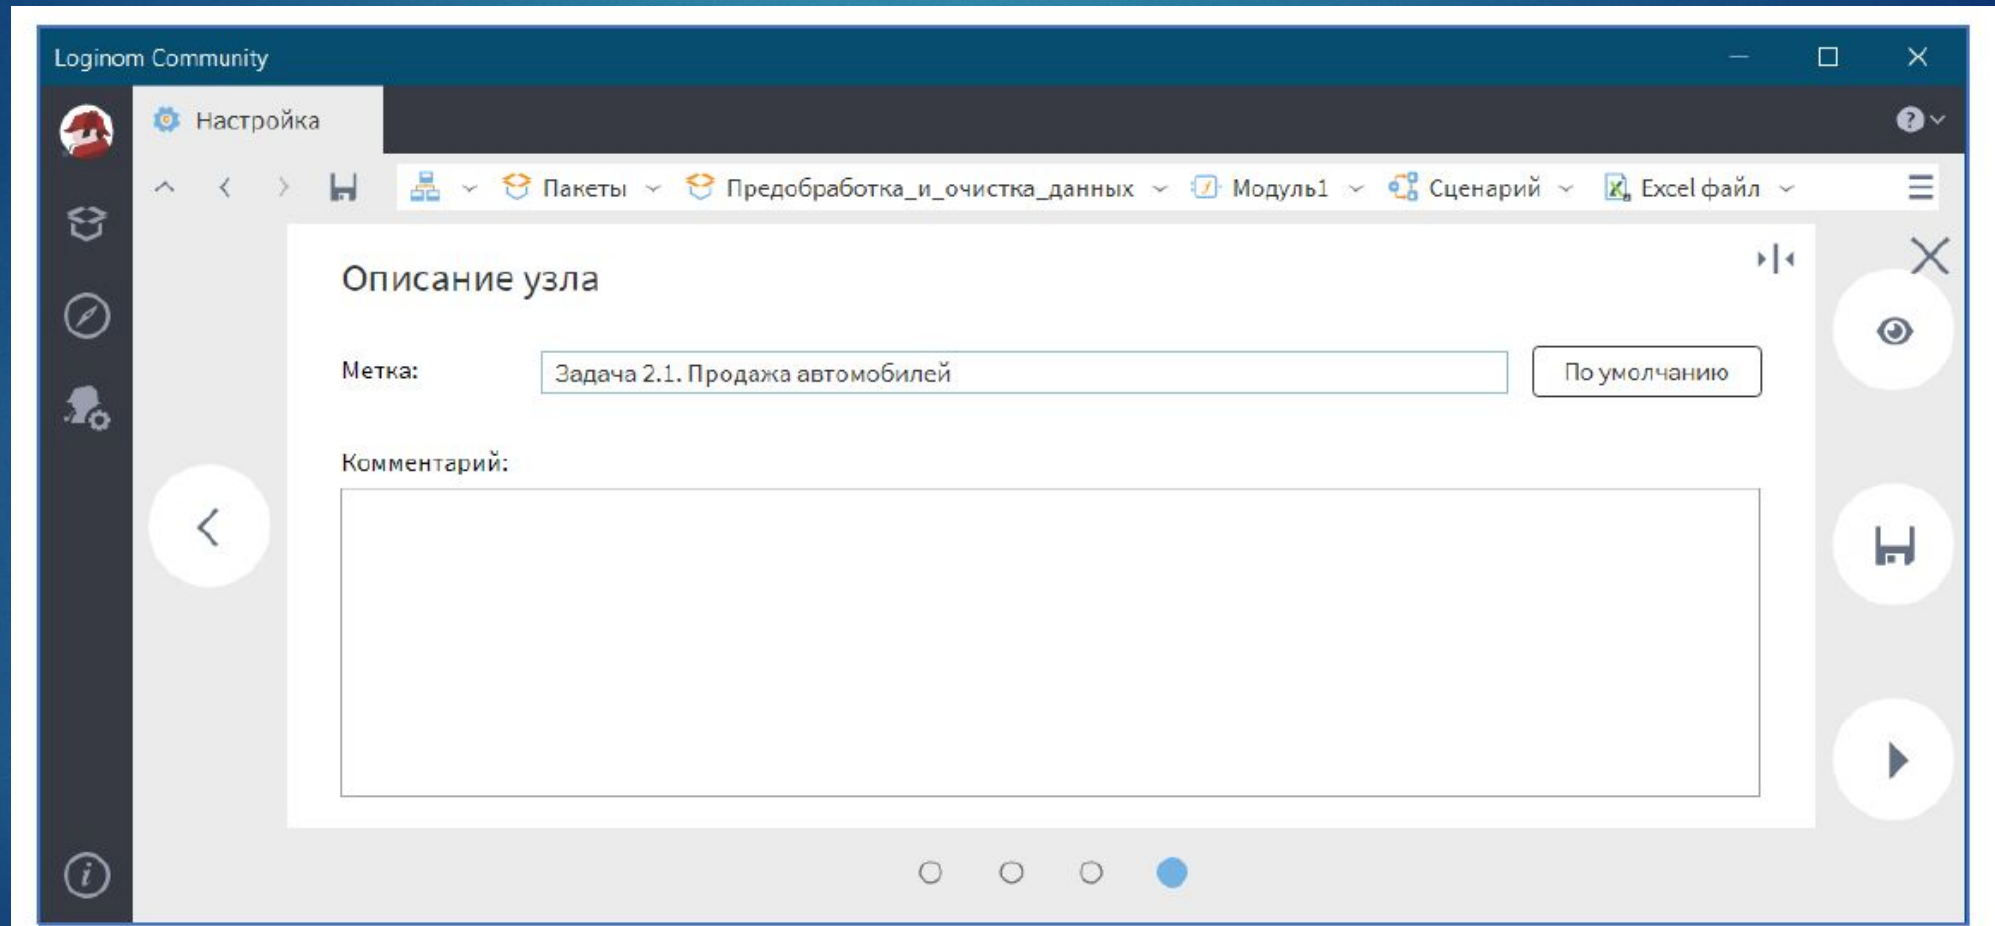 Loginom Community
Настройка
Пакеты Предобработка_и_очистка_данных Модуль1 Сценарий Excel файл
Описание узла
Метка: Задача 2.1. Продажа автомобилей По умолчанию
Комментарий: